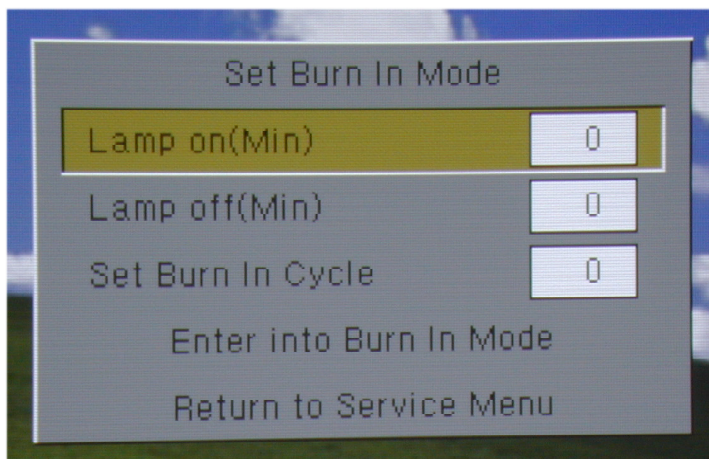 Set Burn In Mode
Lamp on(Min) 0
Lamp off(Min) 0
Set Burn In Cycle 0
Enter into Burn In Mode
Return to Service Menu